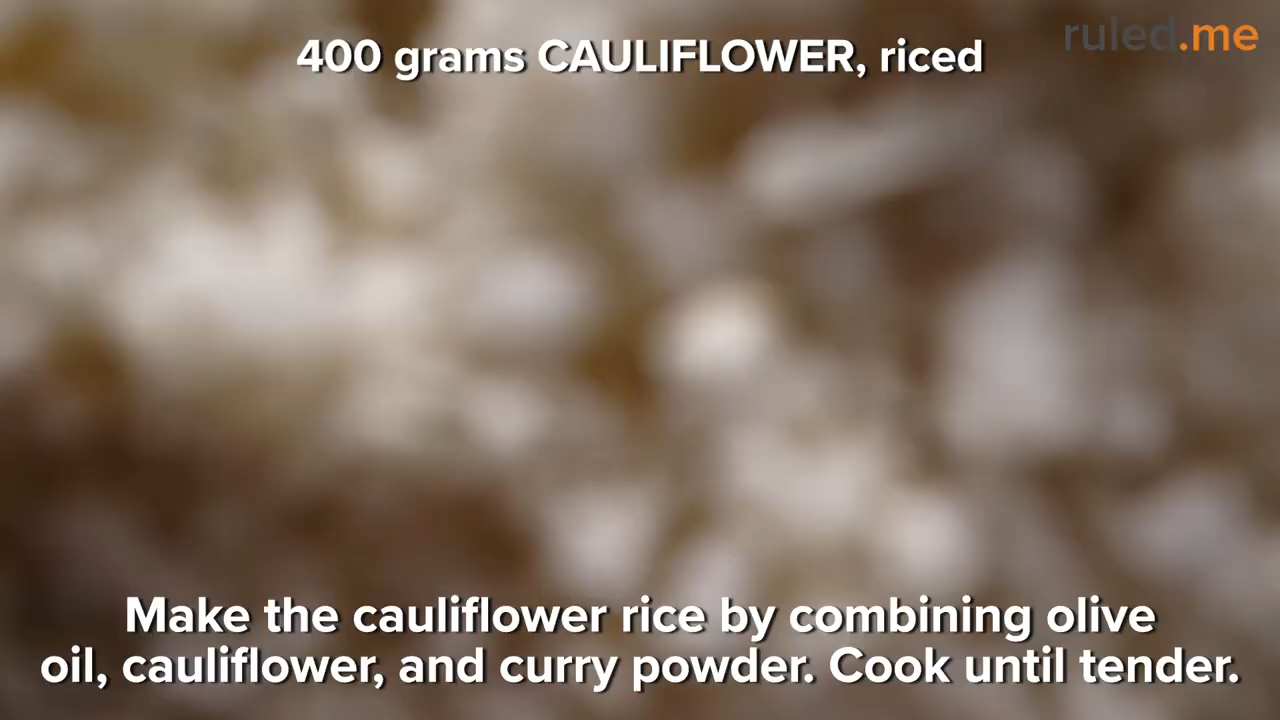 ruled.me
400 grams CAULIFLOWER, riced
Make the cauliflower rice by combining olive
oil, cauliflower, and curry powder. Cook until tender.